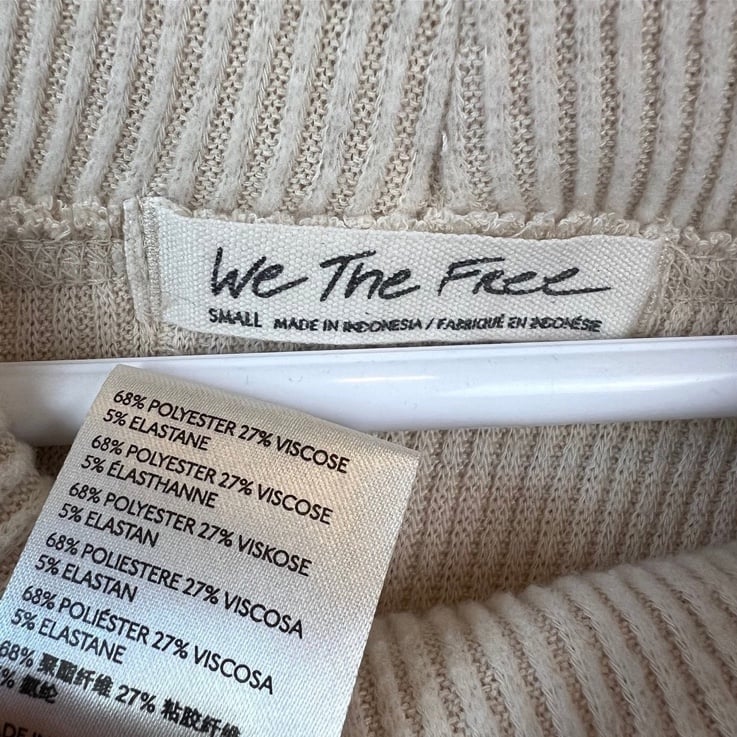 We The Free
SMALL MADE IN INDONESIA / FABRIQUÉ EN INDONÉSIE
68% POLYESTER 27% VISCOSE
5% ELASTANE
68% POLYESTER 27% VISCOSE
5% ÉLASTHANNE
68% POLYESTER 27% VISKOSE
5% ELASTAN
68% POLIESTERE 27% VISCOSA
5% ELASTAN
68% POLIÉSTER 27% VISCOSA
5% ELASTANE
68% 聚酯纤维 27% 粘胶纤维